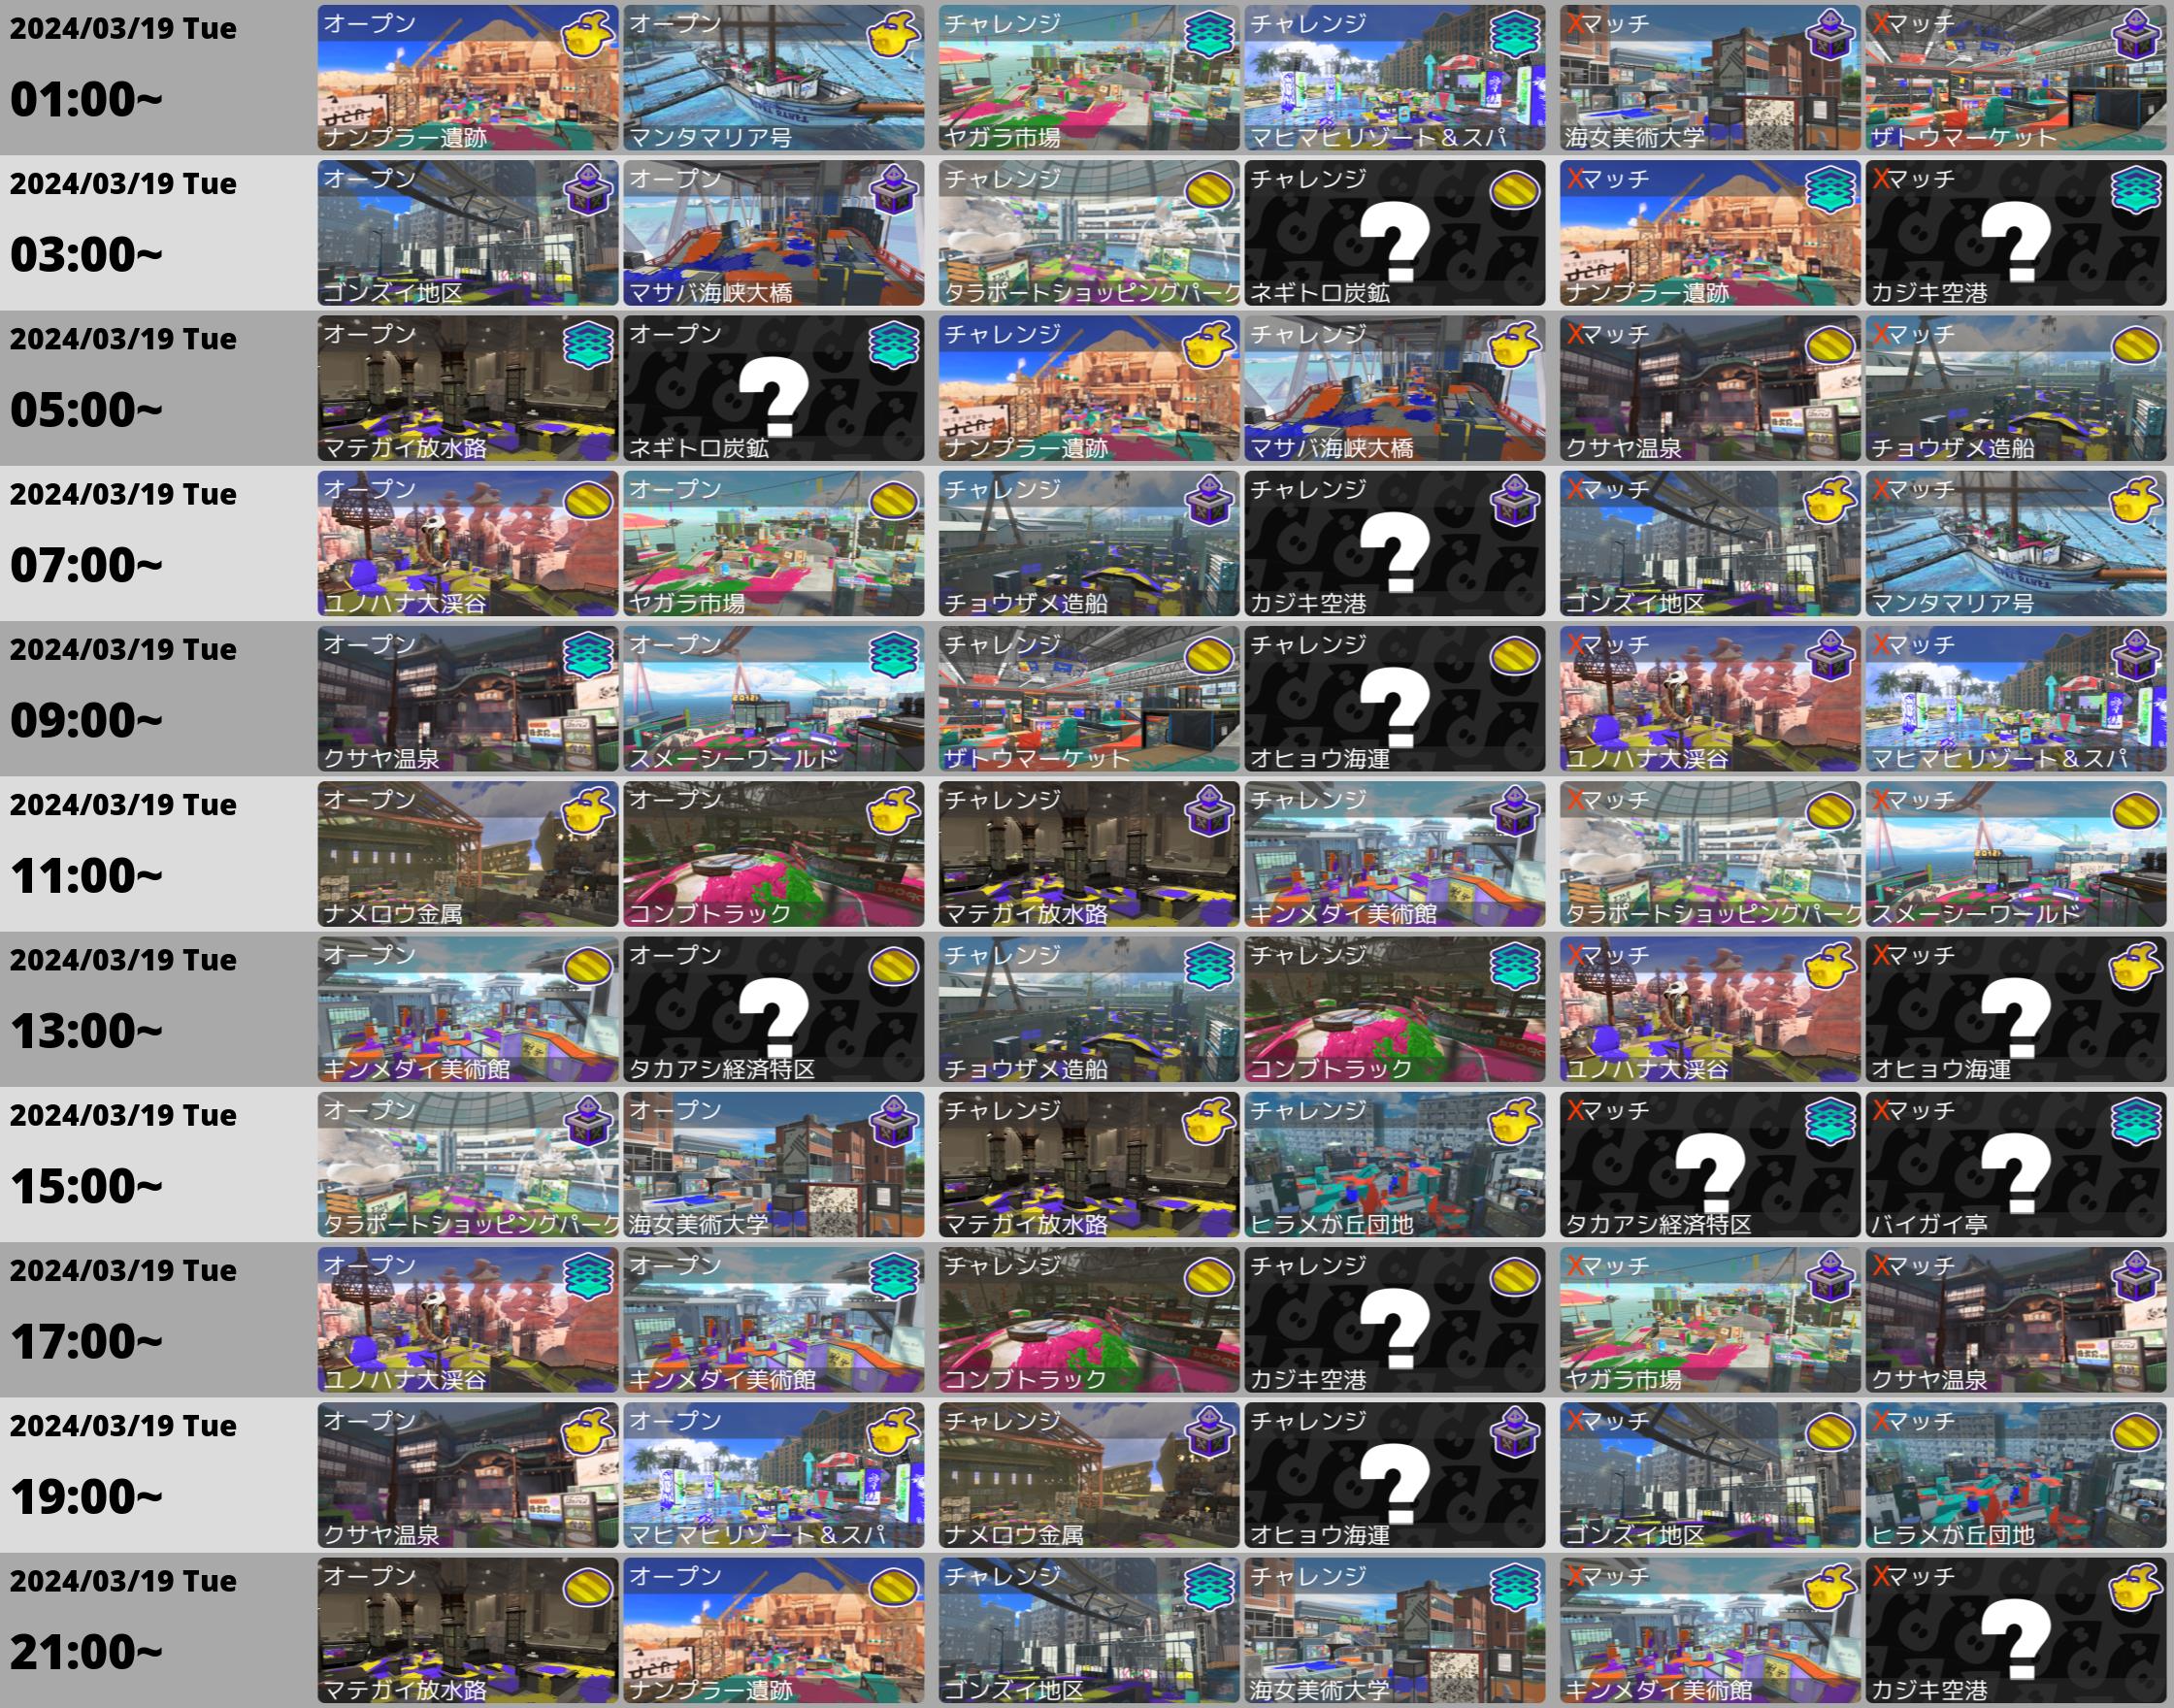 2024/03/19 Tue
01:00~
オープン
ナンプラー遺跡
オープン
マンタマリア号
チャレンジ
ヤガラ市場
チャレンジ
マヒマヒリゾート＆スパ
Xマッチ
海女美術大学
Xマッチ
ザトウマーケット
2024/03/19 Tue
03:00~
オープン
ゴンズイ地区
オープン
マサバ海峡大橋
チャレンジ
タラポートショッピングパーク
チャレンジ
?
ネギトロ炭鉱
Xマッチ
ナンプラー遺跡
Xマッチ
?
カジキ空港
2024/03/19 Tue
05:00~
オープン
マテガイ放水路
オープン
?
ネギトロ炭鉱
チャレンジ
ナンプラー遺跡
チャレンジ
マサバ海峡大橋
Xマッチ
クサヤ温泉
Xマッチ
チョウザメ造船
2024/03/19 Tue
07:00~
オープン
ユノハナ大渓谷
オープン
ヤガラ市場
チャレンジ
チョウザメ造船
チャレンジ
?
カジキ空港
Xマッチ
ゴンズイ地区
Xマッチ
マンタマリア号
2024/03/19 Tue
09:00~
オープン
クサヤ温泉
オープン
スメーシーワールド
チャレンジ
ザトウマーケット
チャレンジ
?
オヒョウ海運
Xマッチ
ユノハナ大渓谷
Xマッチ
マヒマヒリゾート＆スパ
2024/03/19 Tue
11:00~
オープン
ナメロウ金属
オープン
コンブトラック
チャレンジ
マテガイ放水路
チャレンジ
キンメダイ美術館
Xマッチ
タラポートショッピングパーク
Xマッチ
スメーシーワールド
2024/03/19 Tue
13:00~
オープン
キンメダイ美術館
オープン
?
タカアシ経済特区
チャレンジ
チョウザメ造船
チャレンジ
コンブトラック
Xマッチ
ユノハナ大渓谷
Xマッチ
?
オヒョウ海運
2024/03/19 Tue
15:00~
オープン
タラポートショッピングパーク
オープン
海女美術大学
チャレンジ
マテガイ放水路
チャレンジ
ヒラメが丘団地
Xマッチ
?
タカアシ経済特区
Xマッチ
?
バイガイ亭
2024/03/19 Tue
17:00~
オープン
ユノハナ大渓谷
オープン
キンメダイ美術館
チャレンジ
コンブトラック
チャレンジ
?
カジキ空港
Xマッチ
ヤガラ市場
Xマッチ
クサヤ温泉
2024/03/19 Tue
19:00~
オープン
クサヤ温泉
オープン
マヒマヒリゾート＆スパ
チャレンジ
ナメロウ金属
チャレンジ
?
オヒョウ海運
Xマッチ
ゴンズイ地区
Xマッチ
ヒラメが丘団地
2024/03/19 Tue
21:00~
オープン
マテガイ放水路
オープン
ナンプラー遺跡
チャレンジ
ゴンズイ地区
チャレンジ
海女美術大学
Xマッチ
キンメダイ美術館
Xマッチ
?
カジキ空港